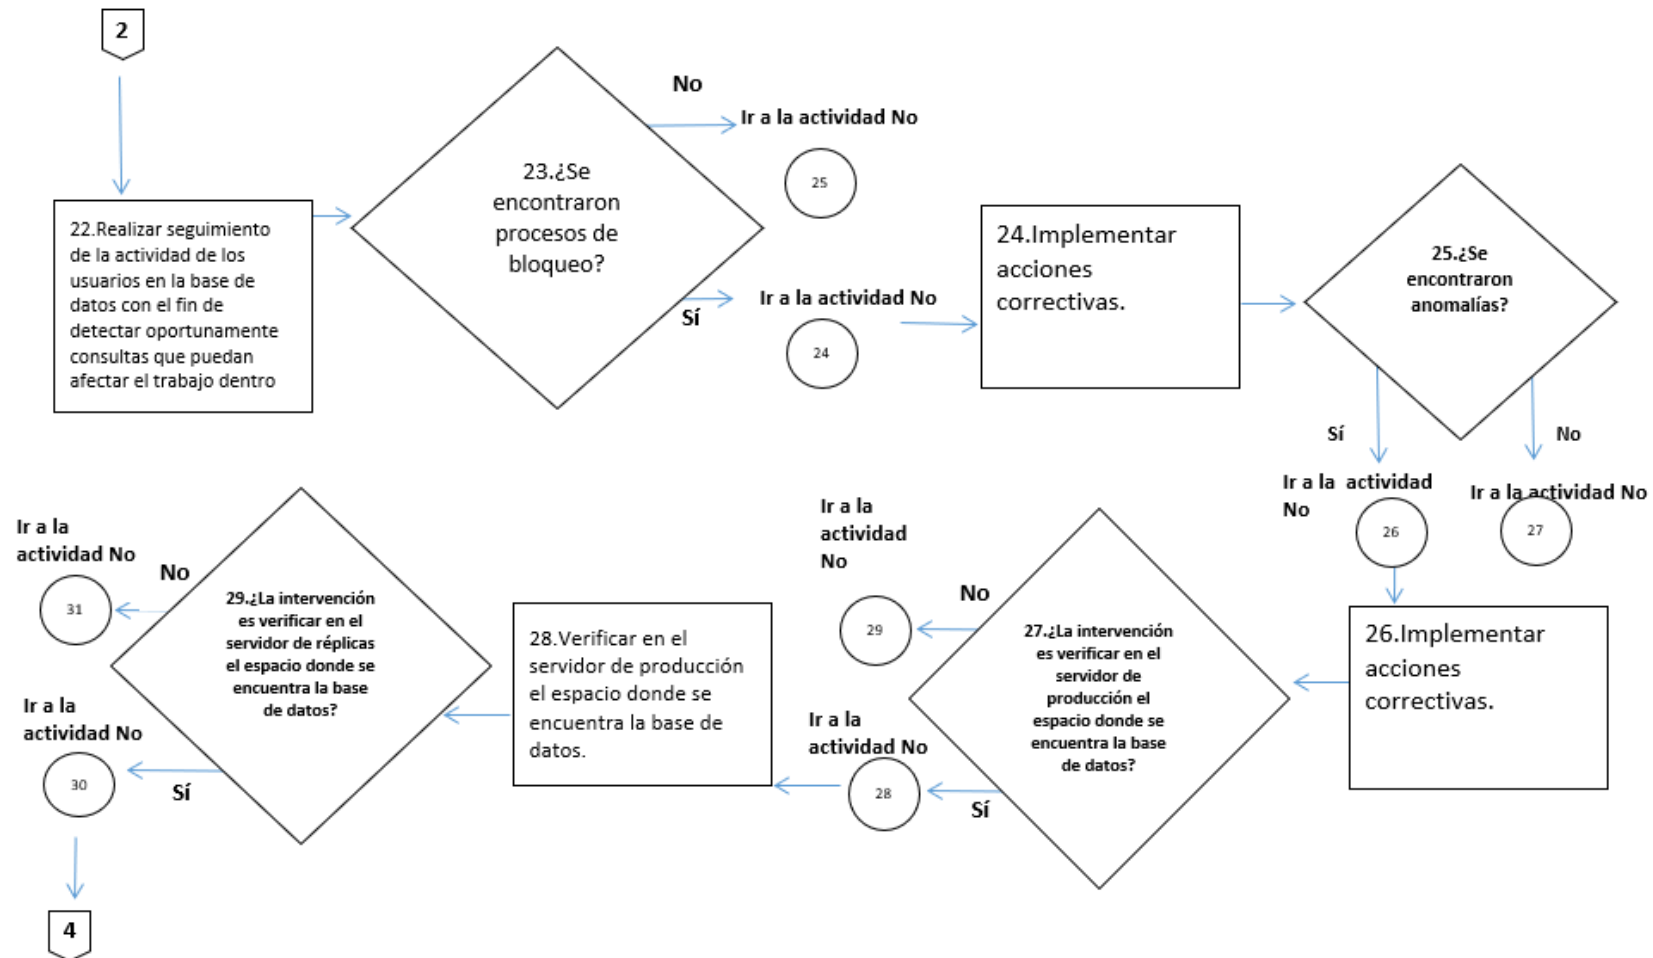 2
22.Realizar seguimiento
de la actividad de los
usuarios en la base de
datos con el fin de
detectar oportunamente
consultas que puedan
afectar el trabajo dentro
23.¿Se
encontraron
procesos de
bloqueo?
No
Ir a la actividad No
25
Sí
Ir a la actividad No
24
24.Implementar
acciones
correctivas.
25.¿Se
encontraron
anomalías?
Sí
Ir a la actividad
No
26
No
Ir a la actividad No
27
26.Implementar
acciones
correctivas.
27.¿La intervención
es verificar en el
servidor de
producción el
espacio donde se
encuentra la base
de datos?
No
Ir a la
actividad
No
29
Sí
Ir a la
actividad No
28
28.Verificar en el
servidor de producción
el espacio donde se
encuentra la base de
datos.
29.¿La intervención
es verificar en el
servidor de réplicas
el espacio donde se
encuentra la base
de datos?
No
Ir a la
actividad No
31
Sí
Ir a la
actividad No
30
4